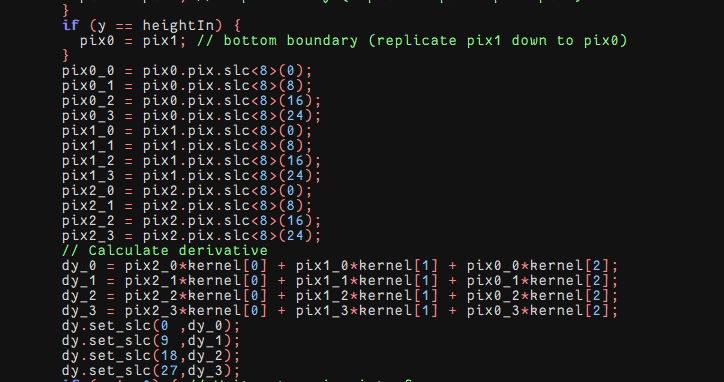 }
if (y == heightIn) {
pix0 = pix1; // bottom boundary (replicate pix1 down to pix0)
}
pix0_0 = pix0.pix.slc<8>(0);
pix0_1 = pix0.pix.slc<8>(8);
pix0_2 = pix0.pix.slc<8>(16);
pix0_3 = pix0.pix.slc<8>(24);
pix1_0 = pix1.pix.slc<8>(0);
pix1_1 = pix1.pix.slc<8>(8);
pix1_2 = pix1.pix.slc<8>(16);
pix1_3 = pix1.pix.slc<8>(24);
pix2_0 = pix2.pix.slc<8>(0);
pix2_1 = pix2.pix.slc<8>(8);
pix2_2 = pix2.pix.slc<8>(16);
pix2_3 = pix2.pix.slc<8>(24);
// Calculate derivative
dy_0 = pix2_0*kernel[0] + pix1_0*kernel[1] + pix0_0*kernel[2];
dy_1 = pix2_1*kernel[0] + pix1_1*kernel[1] + pix0_1*kernel[2];
dy_2 = pix2_2*kernel[0] + pix1_2*kernel[1] + pix0_2*kernel[2];
dy_3 = pix2_3*kernel[0] + pix1_3*kernel[1] + pix0_3*kernel[2];
dy.set_slc(0 ,dy_0);
dy.set_slc(9 ,dy_1);
dy.set_slc(18,dy_2);
dy.set_slc(27,dy_3);